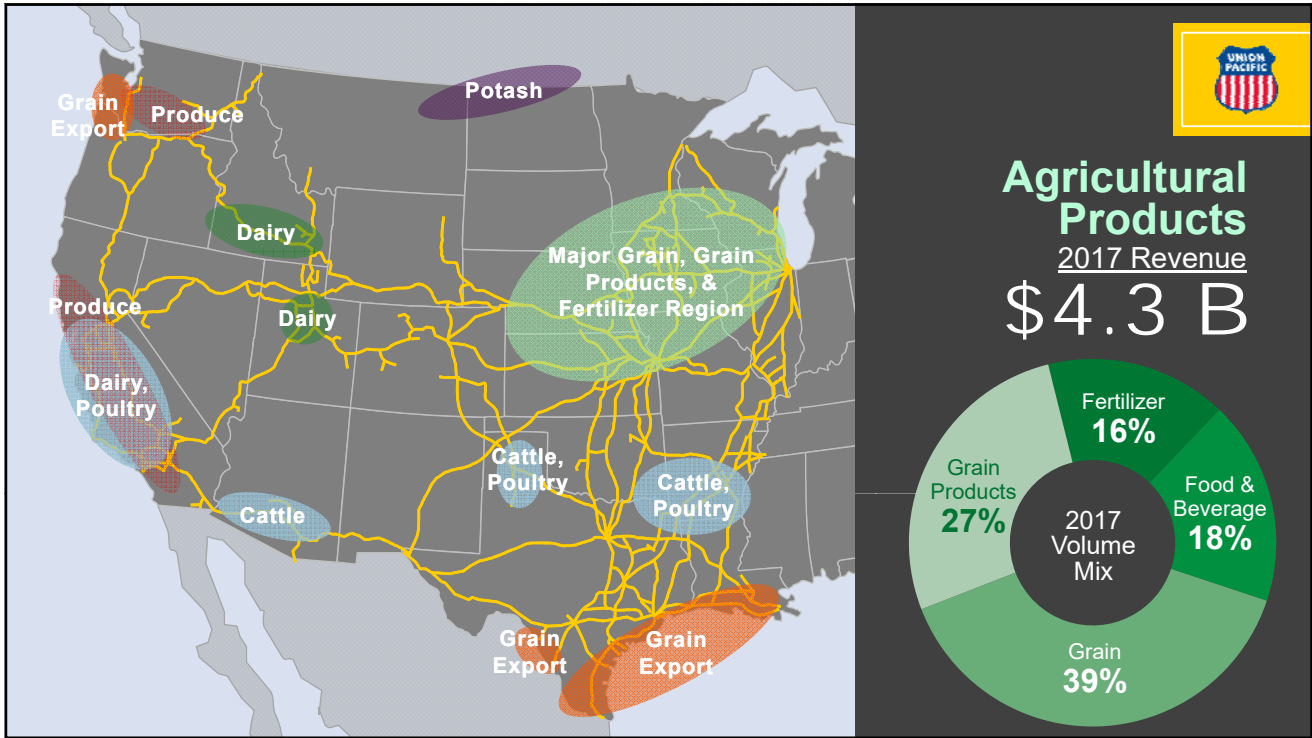 Grain
Export
Produce
Potash
Dairy
Major Grain, Grain
Products, &
Fertilizer Region
Produce
Dairy
Dairy,
Poultry
Cattle,
Poultry
Cattle,
Poultry
Cattle
Grain
Export
Grain
Export
UNION
PACIFIC
Agricultural
Products
2017 Revenue
$4.3 B
Fertilizer
16%
Grain
Products
27%
Food &
Beverage
18%
2017
Volume
Mix
Grain
39%